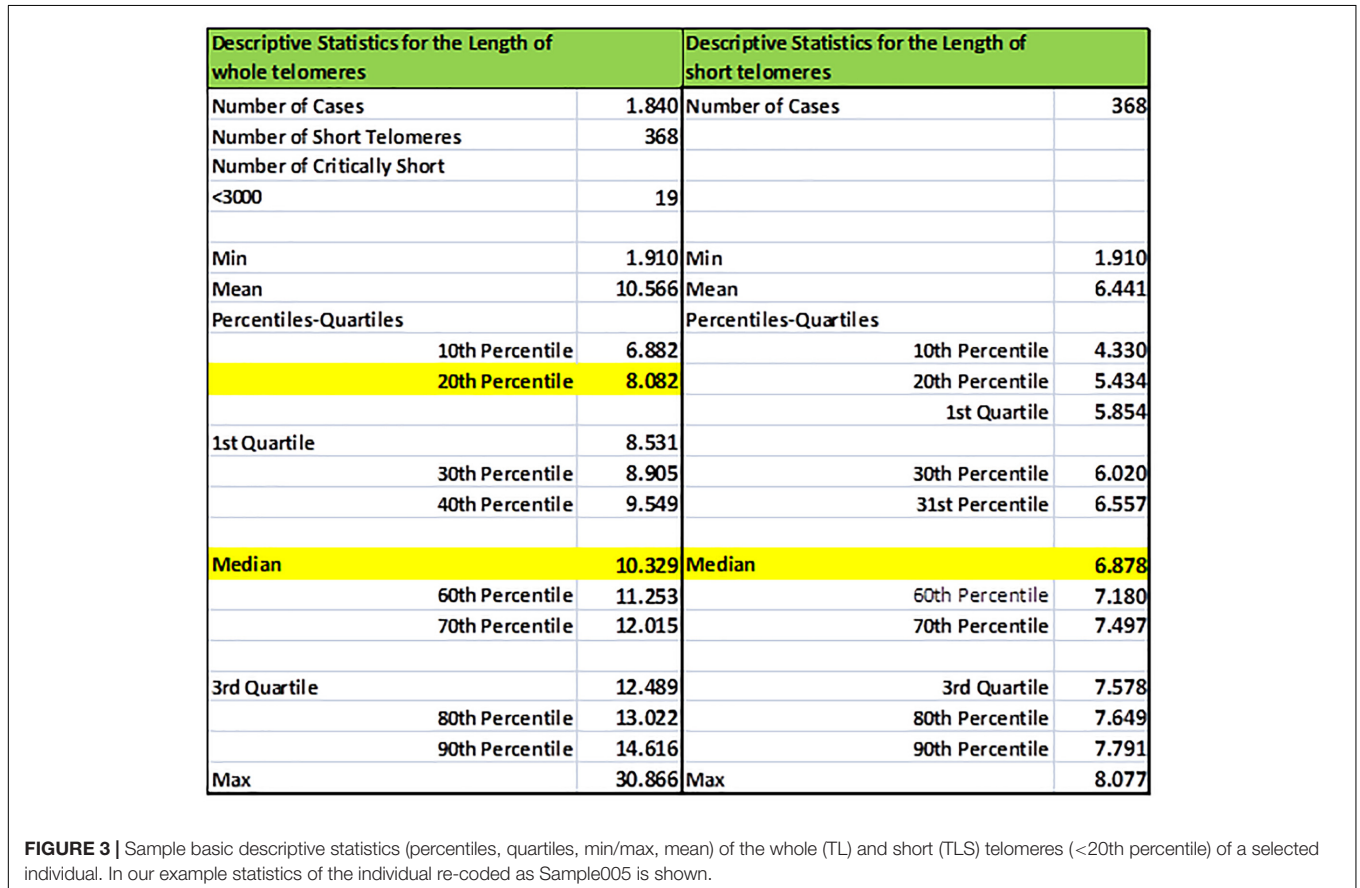 Descriptive Statistics for the Length of whole telomeres Descriptive Statistics for the Length of short telomeres
Number of Cases 1.840 Number of Cases 368
Number of Short Telomeres 368
Number of Critically Short
<3000 19
Min 1.910 Min 1.910
Mean 10.566 Mean 6.441
Percentiles-Quartiles Percentiles-Quartiles
10th Percentile 6.882 10th Percentile 4.330
20th Percentile 8.082 20th Percentile 5.434
1st Quartile 5.854
1st Quartile 8.531
30th Percentile 8.905 30th Percentile 6.020
40th Percentile 9.549 31st Percentile 6.557
Median 10.329 Median 6.878
60th Percentile 11.253 60th Percentile 7.180
70th Percentile 12.015 70th Percentile 7.497
3rd Quartile 12.489 3rd Quartile 7.578
80th Percentile 13.022 80th Percentile 7.649
90th Percentile 14.616 90th Percentile 7.791
Max 30.866 Max 8.077
FIGURE 3 | Sample basic descriptive statistics (percentiles, quartiles, min/max, mean) of the whole (TL) and short (TLS) telomeres (<20th percentile) of a selected
individual. In our example statistics of the individual re-coded as Sample005 is shown.